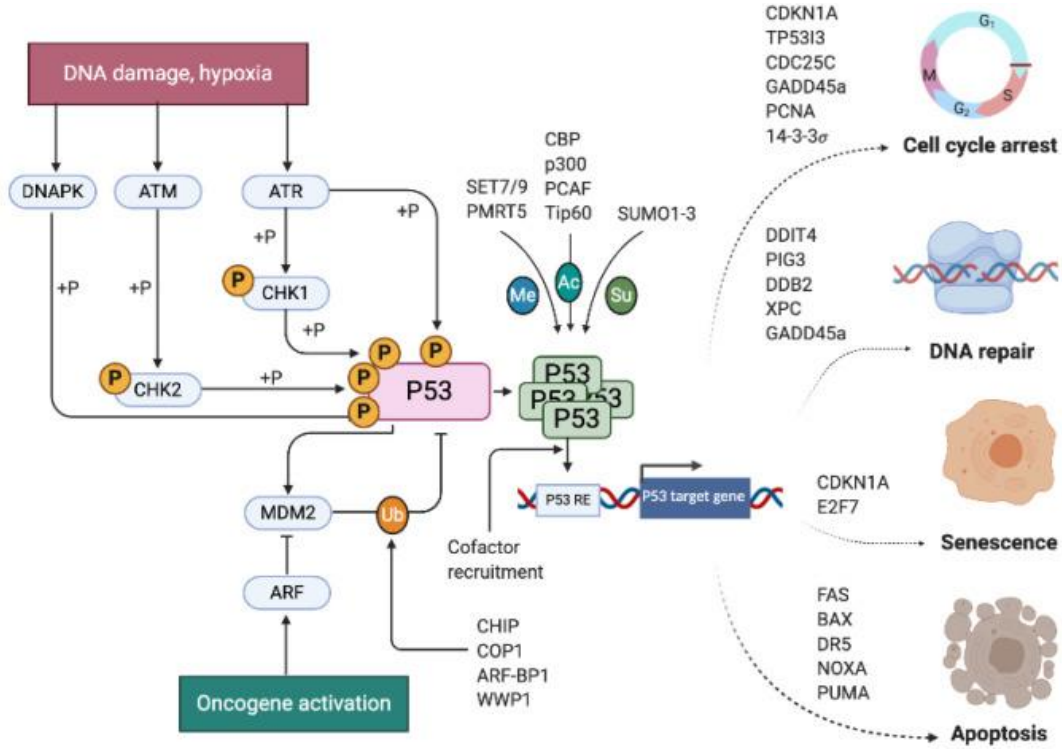 DNA damage, hypoxia
DNAPK
ATM
ATR
+P
+P
+P
+P
P
CHK1
+P
P
CHK2
+P
P
P
P
P
P53
MDM2
Ub
ARF
Oncogene activation
CHIP
COP1
ARF-BP1
WWP1
SET7/9
PMRT5
CBP
p300
PCAF
Tip60
SUMO1-3
Me
Ac
Su
P53
P53
P53
P53
Cofactor
recruitment
P53 RE
P53 target gene
CDKN1A
TP53I3
CDC25C
GADD45a
PCNA
14-3-3σ
G₁
M
S
G₂
Cell cycle arrest
DDIT4
PIG3
DDB2
XPC
GADD45a
DNA repair
CDKN1A
E2F7
Senescence
FAS
BAX
DR5
NOXA
PUMA
Apoptosis